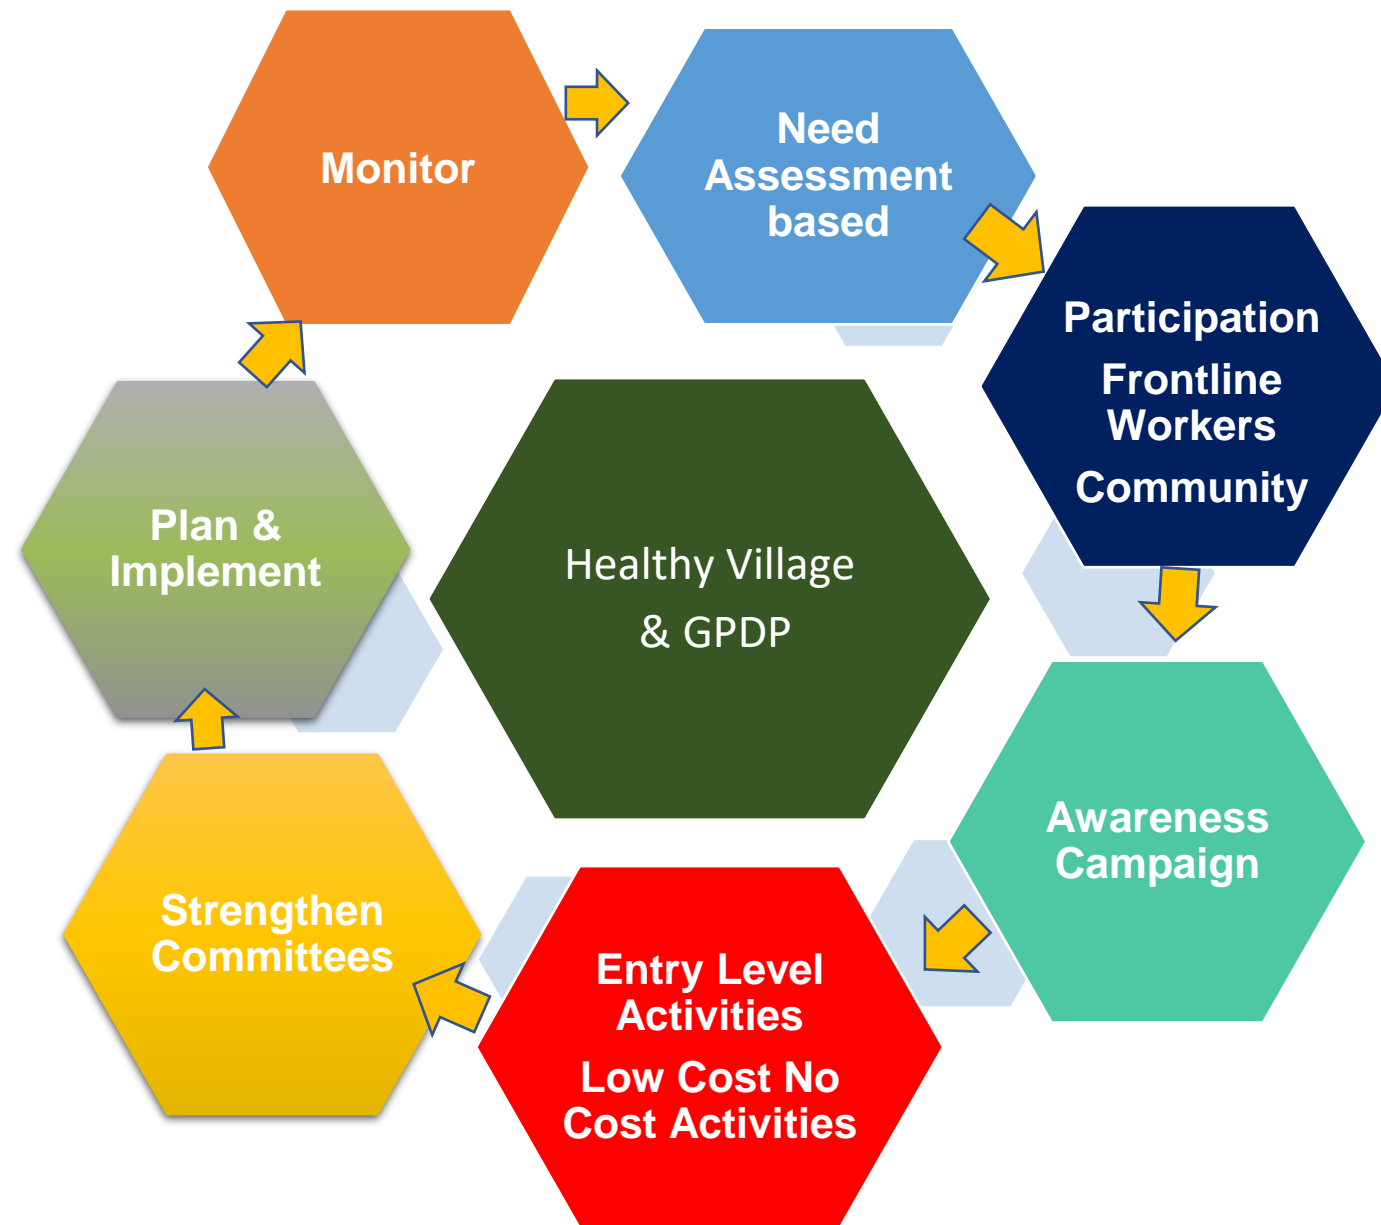 Monitor
Need
Assessment
based
Participation
Frontline
Workers
Community
Plan &
Implement
Healthy Village
& GPDP
Awareness
Campaign
Strengthen
Committees
Entry Level
Activities
Low Cost No
Cost Activities